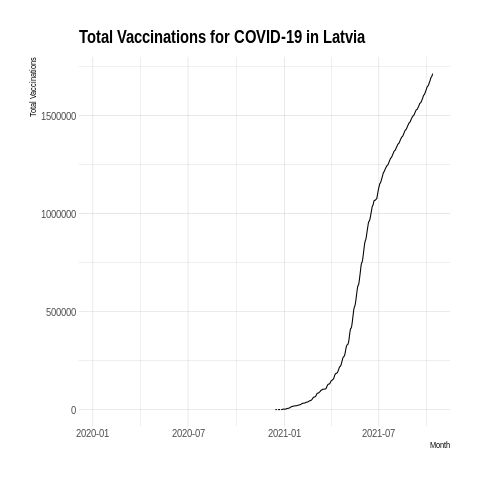 Total Vaccinations for COVID-19 in Latvia
Total Vaccinations
1500000
1000000
500000
0
2020-01 2020-07 2021-01 2021-07
Month